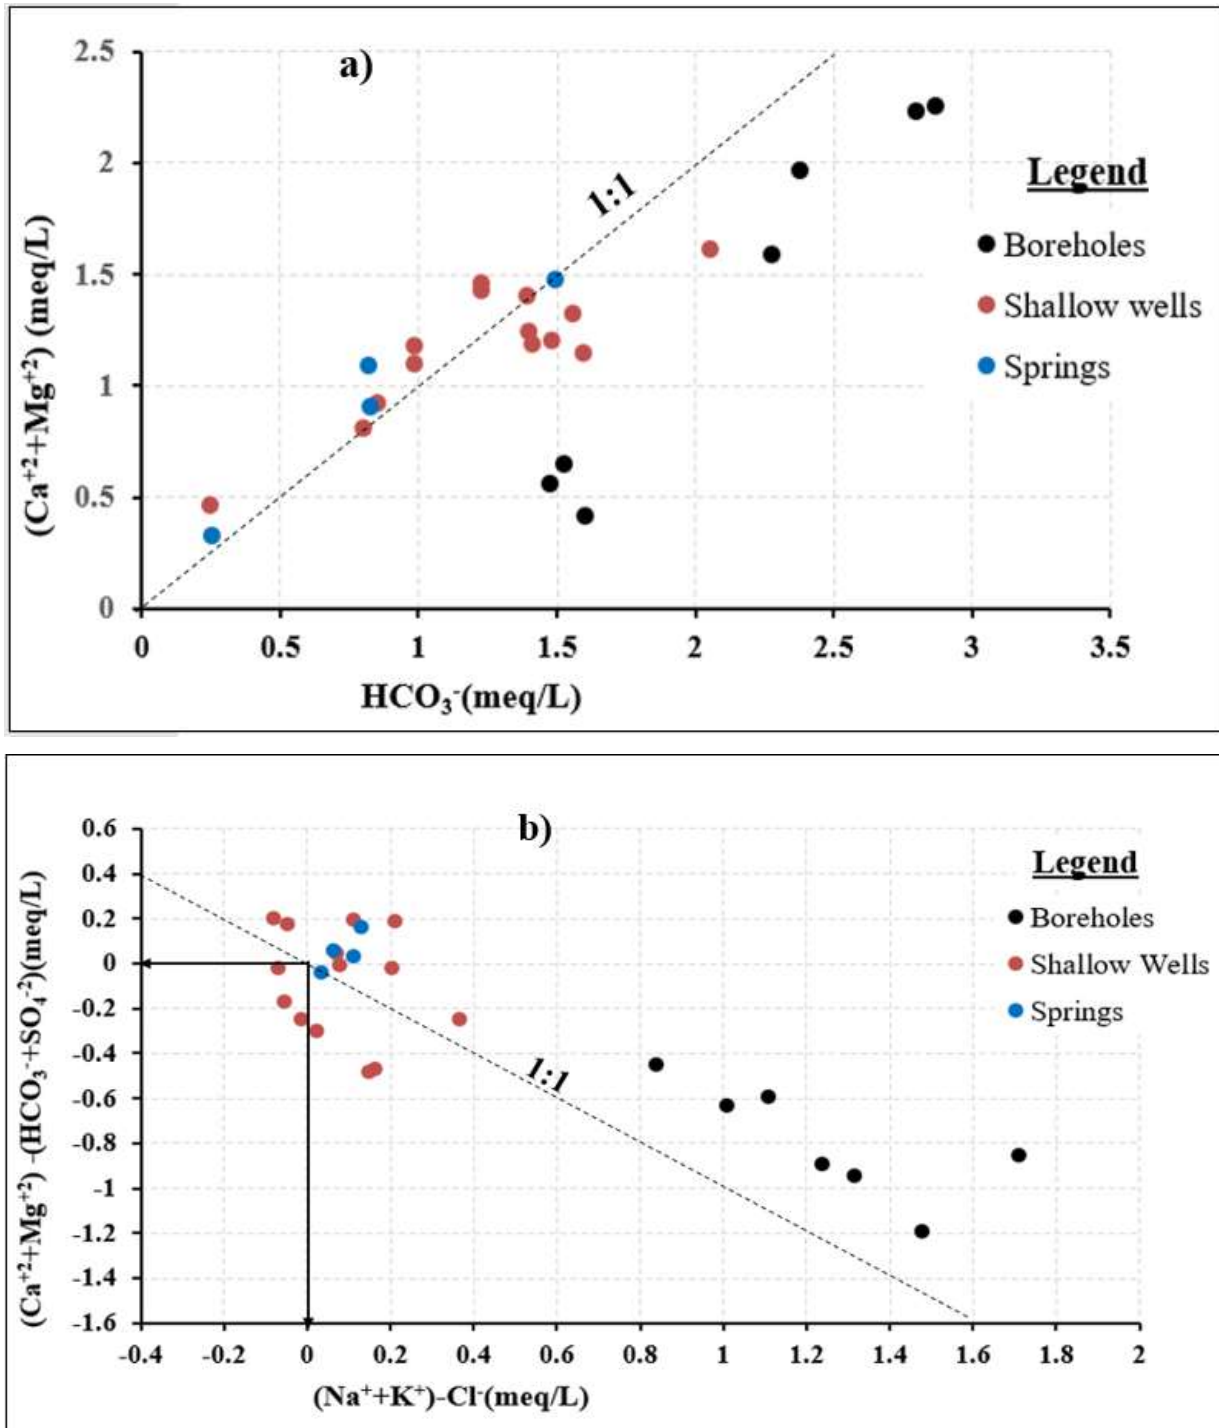 a)
2.5
2
1.5
1
0.5
0
(Ca⁺²+Mg⁺²) (meq/L)
1:1
Legend
Boreholes
Shallow wells
Springs
0 0.5 1 1.5 2 2.5 3 3.5
HCO₃⁻(meq/L)
b)
0.6
0.4
0.2
0
-0.2
-0.4
-0.6
-0.8
-1
-1.2
-1.4
-1.6
(Ca⁺²+Mg⁺²) -(HCO₃⁻+SO₄⁻²)(meq/L)
1:1
Legend
Boreholes
Shallow Wells
Springs
-0.4 -0.2 0 0.2 0.4 0.6 0.8 1 1.2 1.4 1.6 1.8 2
(Na⁺+K⁺)-Cl⁻(meq/L)